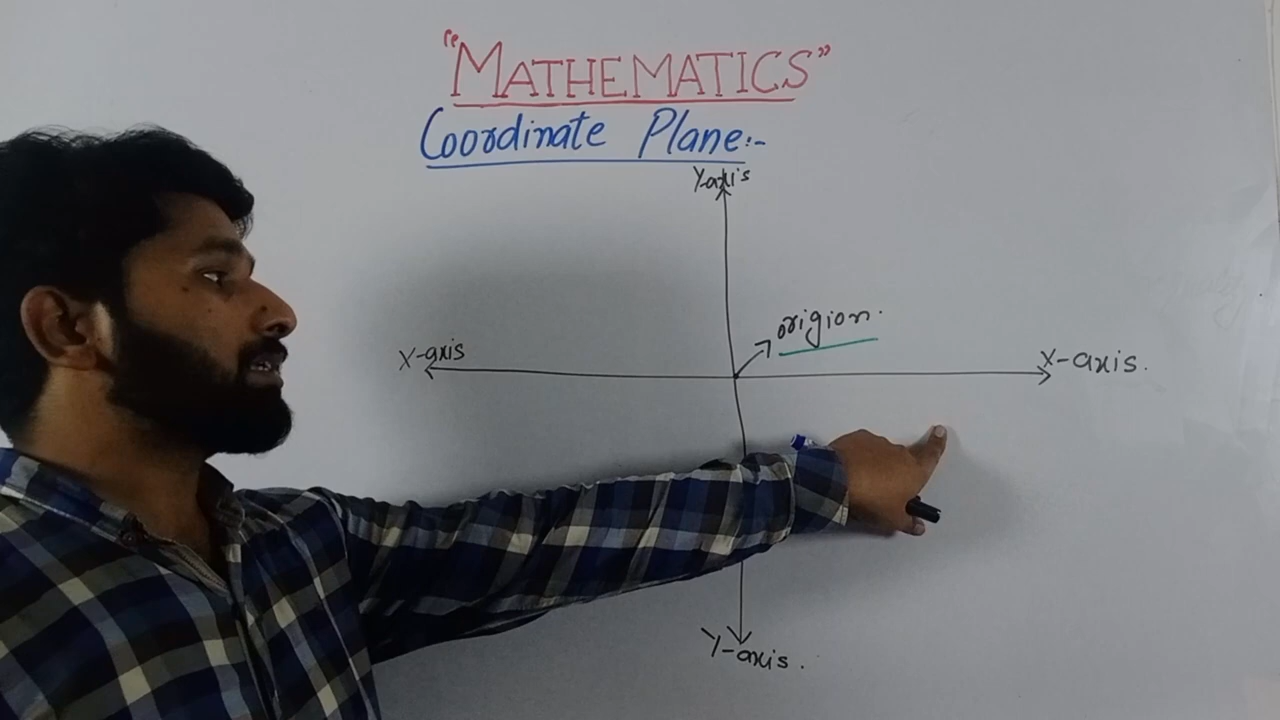 "MATHEMATICS"
Coordinate Plane:-
Y-axis
origion.
X-axis
X-axis.
Y-axis.